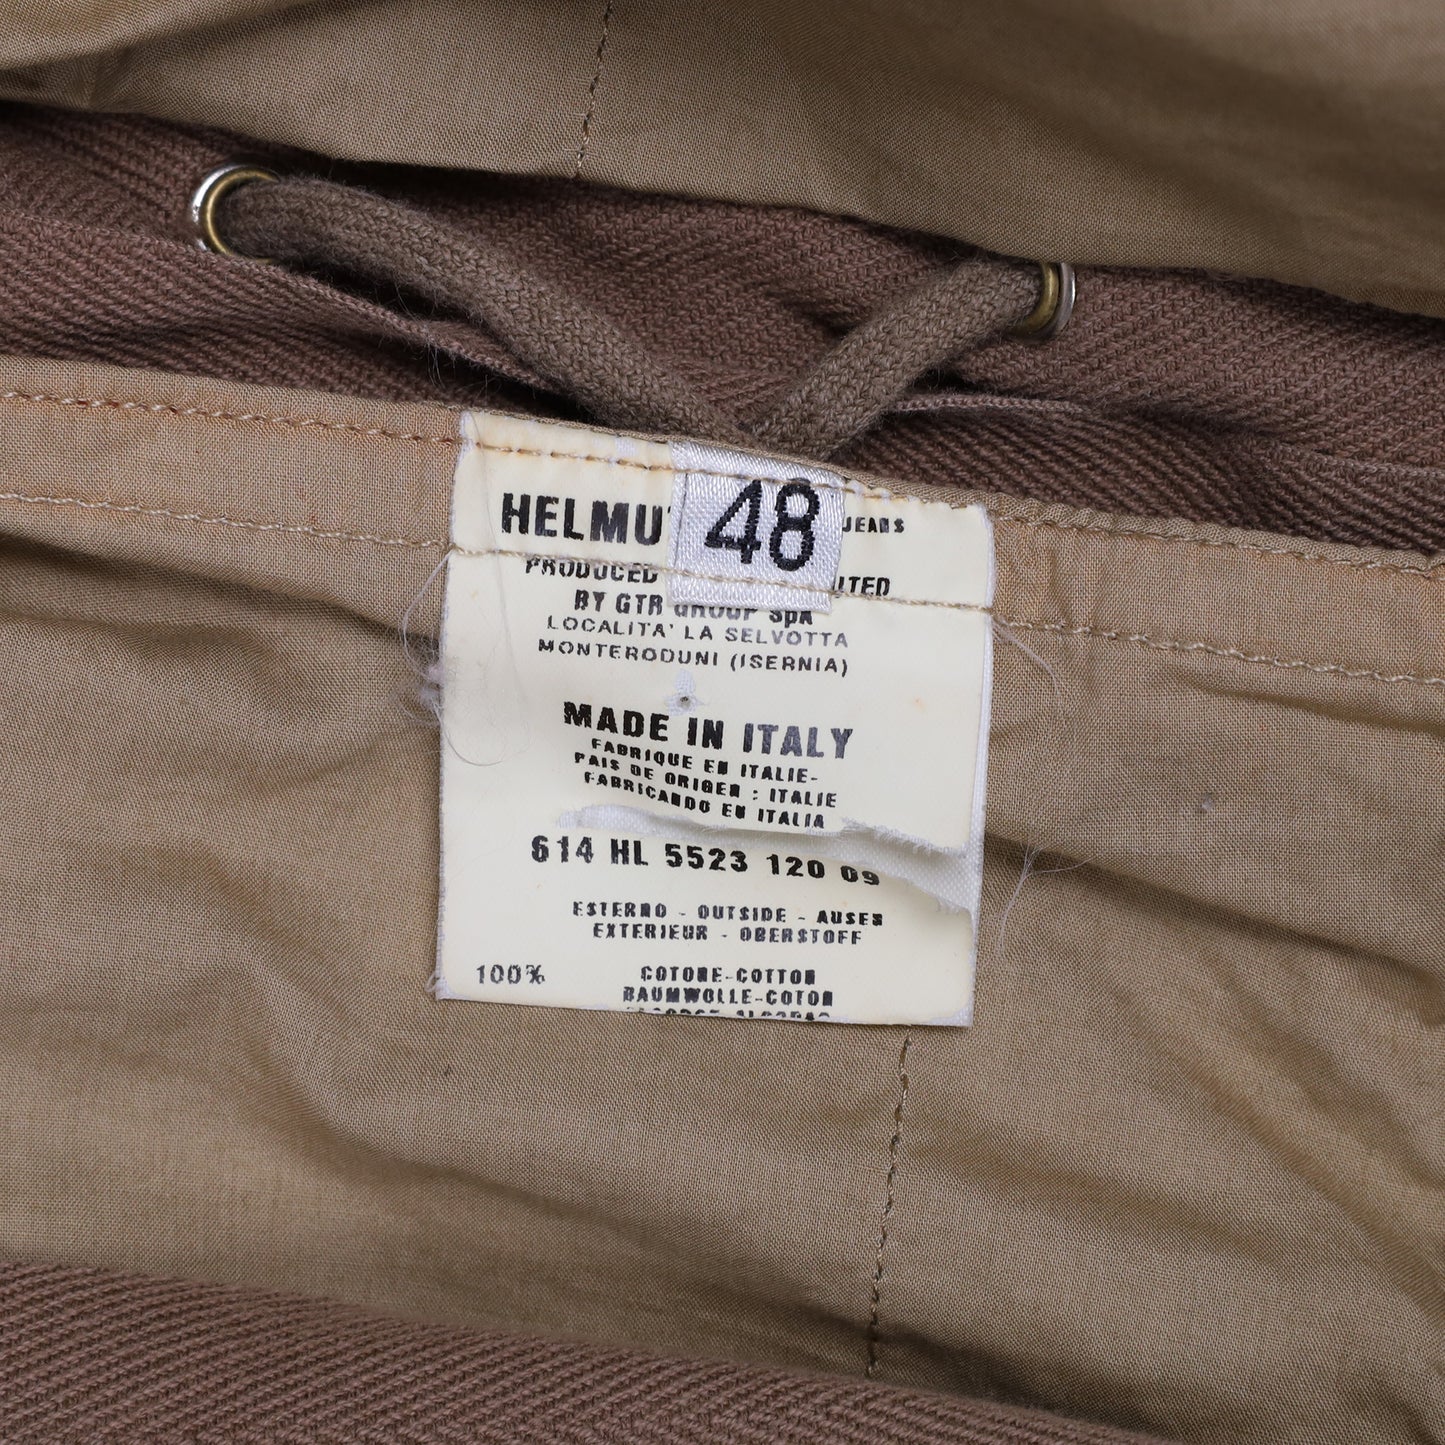 HELMU 48 JEANS
PRODUCED
BY GTR GROUP SpA
LOCALITA' LA SELVOTTA
MONTERODUNI (ISERNIA)
MADE IN ITALY
FABRIQUE EN ITALIE-
PAIS DE ORIGEN : ITALIE
FABRICANDO EN ITALIA
614 HL 5523 120 09
ESTERNO - OUTSIDE - AUSEN
EXTERIEUR - OBERSTOFF
100% COTONE-COTTON
BAUMWOLLE-COTON